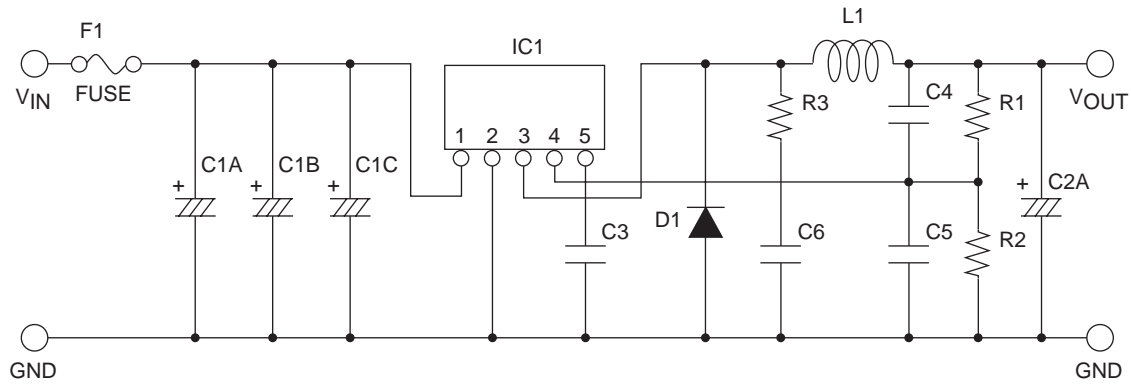 F1
L1
IC1
VIN
FUSE
R3
C4
R1
VOUT
1 2 3 4 5
C1A
C1B
C1C
C2A
D1
C3
C6
C5
R2
+
+
+
+
GND
GND